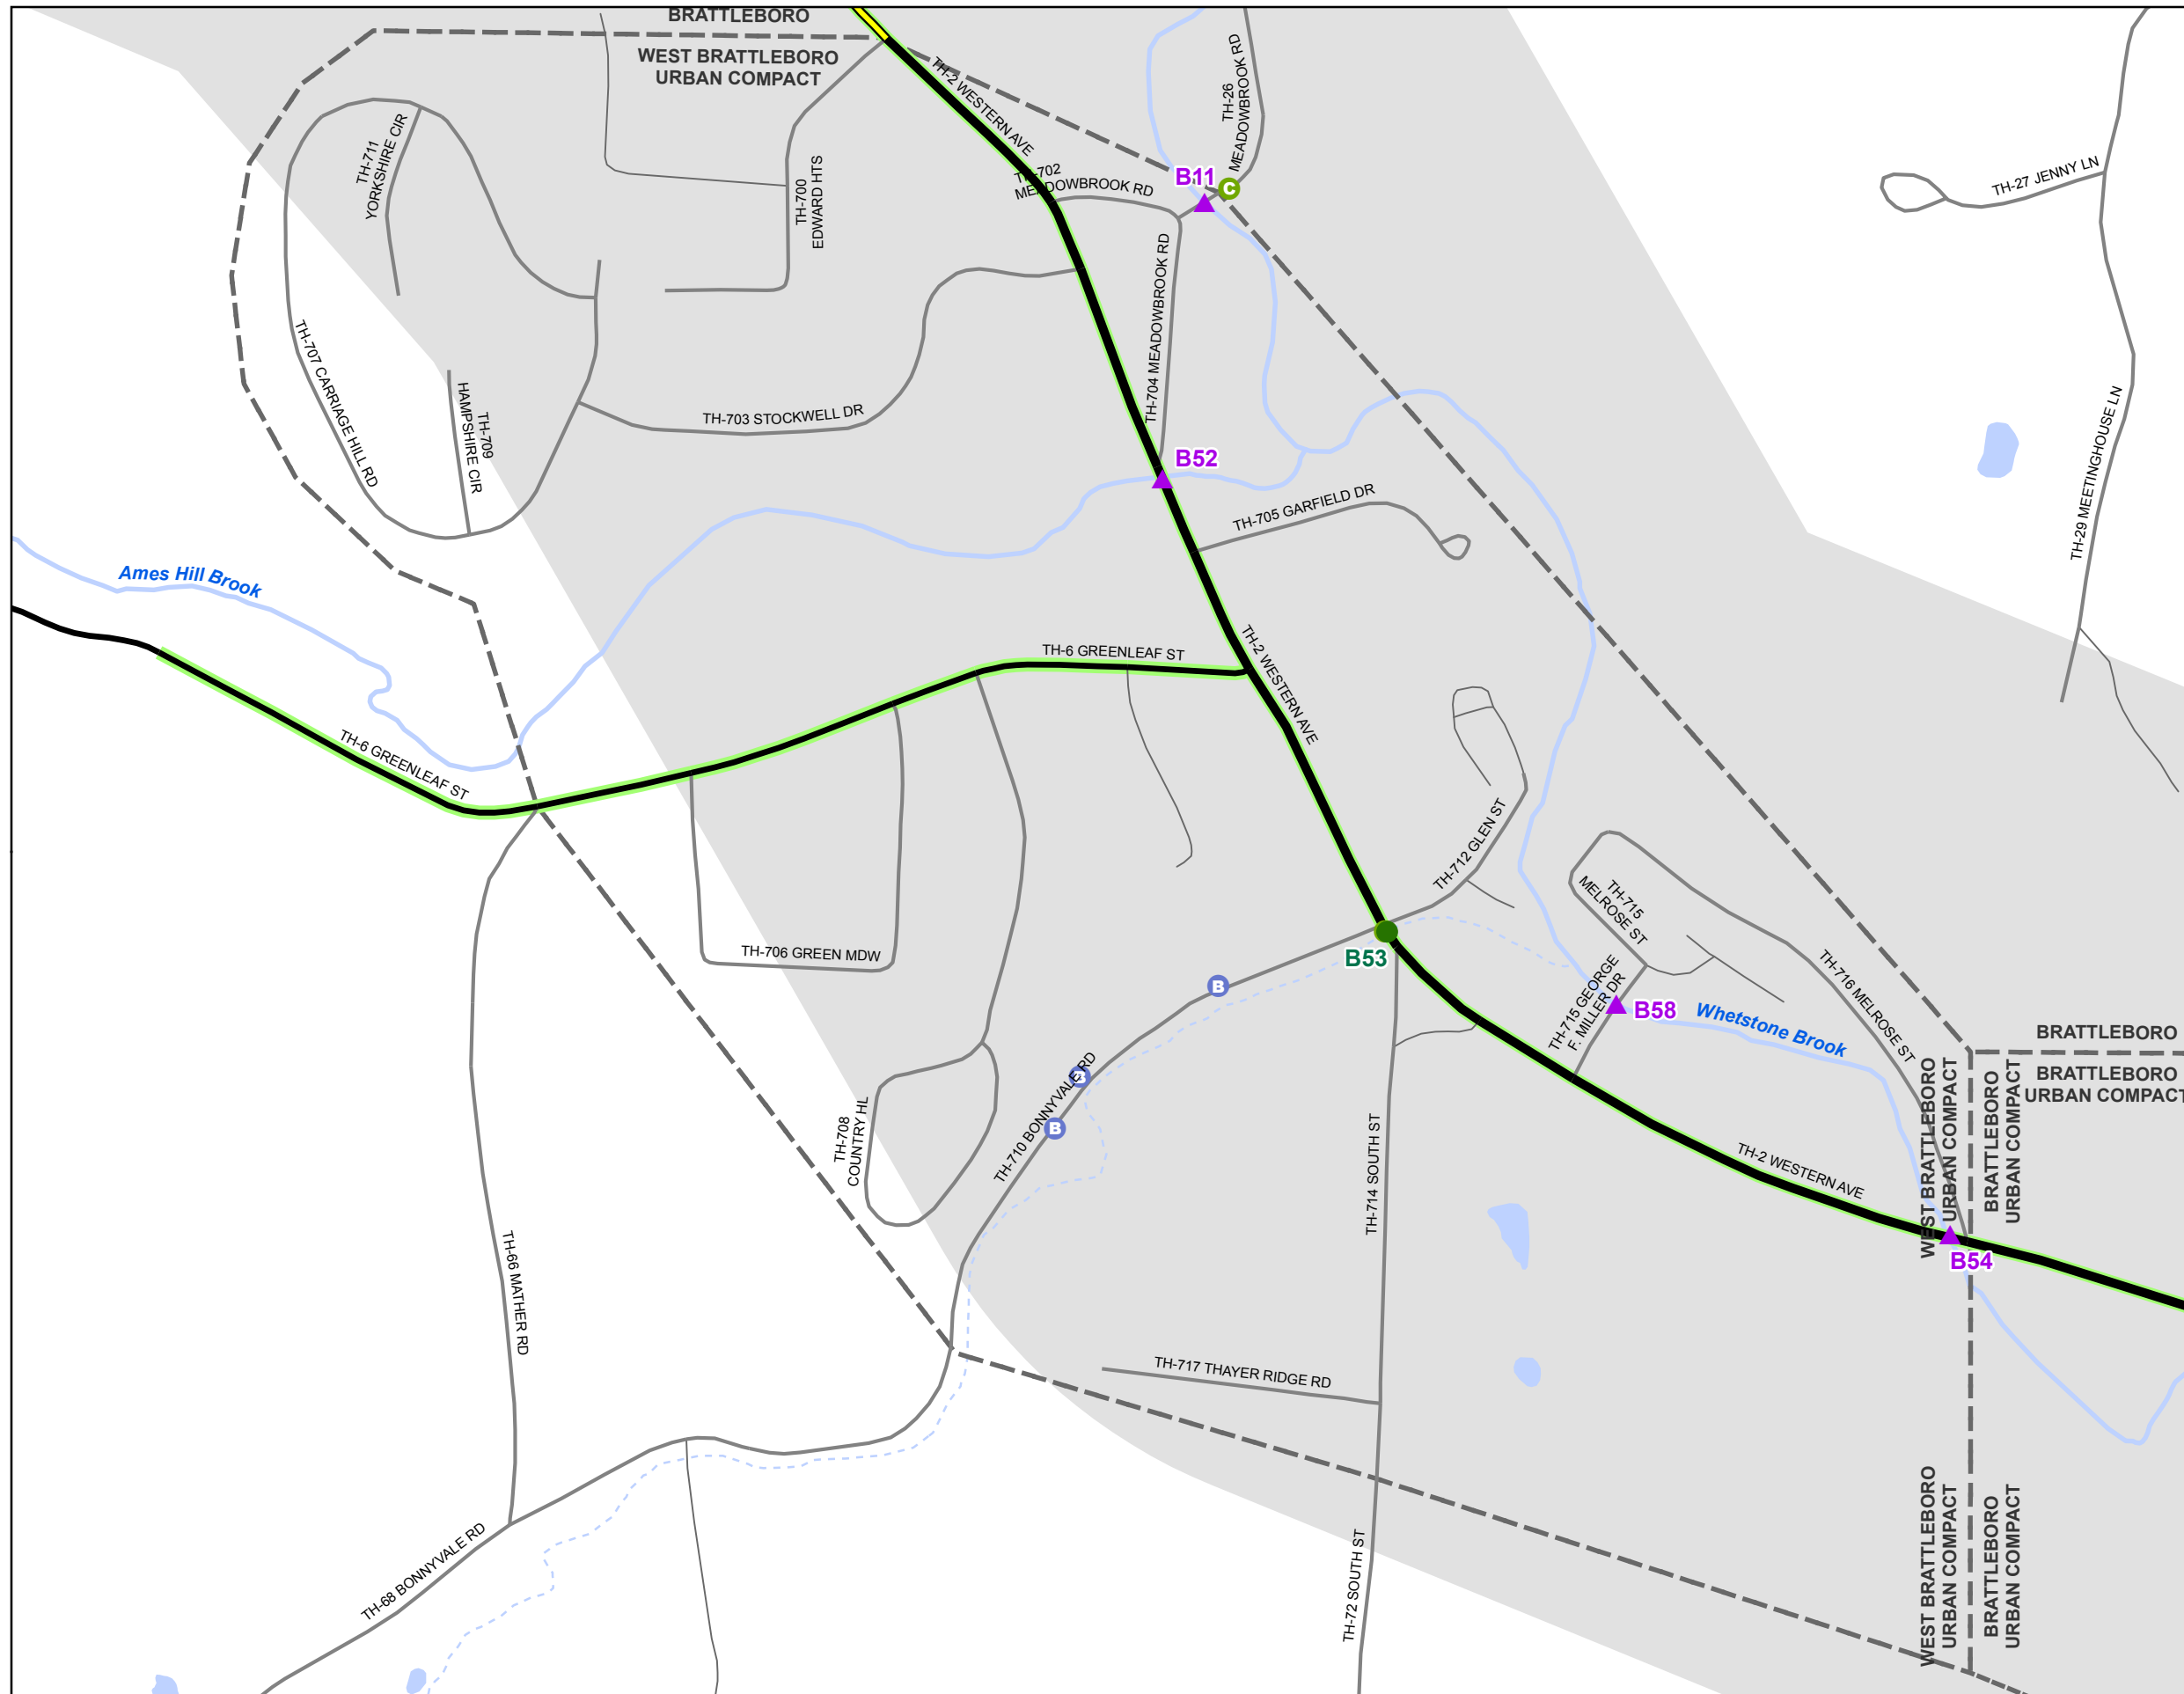 BRATTLEBORO
WEST BRATTLEBORO
URBAN COMPACT
TH-2 WESTERN AVE
TH-26
MEADOWBROOK RD
TH-711
YORKSHIRE CIR
TH-700
EDWARD HTS
TH-702
MEADOWBROOK RD
B11
C
TH-27 JENNY LN
TH-704 MEADOWBROOK RD
TH-707 CARRIAGE HILL RD
TH-709
HAMPSHIRE CIR
TH-703 STOCKWELL DR
B52
TH-705 GARFIELD DR
TH-29 MEETINGHOUSE LN
Ames Hill Brook
TH-6 GREENLEAF ST
TH-2 WESTERN AVE
TH-6 GREENLEAF ST
TH-712 GLEN ST
TH-715
MELROSE ST
TH-706 GREEN MDW
B53
B
TH-715 GEORGE
F. MILLER DR
B58
Whetstone Brook
TH-716 MELROSE ST
BRATTLEBORO
BRATTLEBORO
URBAN COMPACT
WEST BRATTLEBORO
URBAN COMPACT
BRATTLEBORO
URBAN COMPACT
B
B
TH-710 BONNYVALE RD
TH-708
COUNTRY HL
TH-714 SOUTH ST
TH-2 WESTERN AVE
B54
TH-66 MATHER RD
TH-717 THAYER RIDGE RD
TH-68 BONNYVALE RD
TH-72 SOUTH ST
WEST BRATTLEBORO
URBAN COMPACT
BRATTLEBORO
URBAN COMPACT